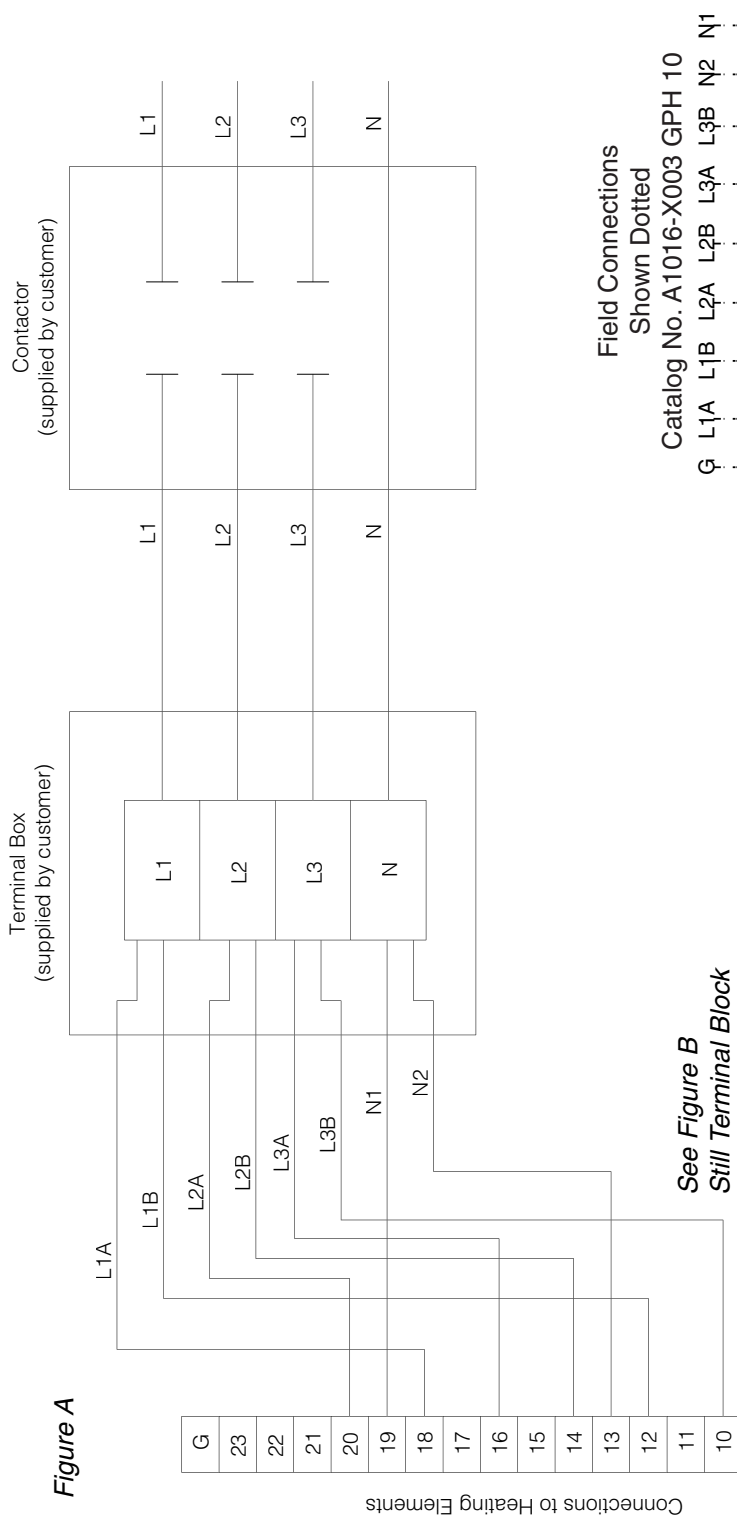 Figure A
Terminal Box
(supplied by customer)
Contactor
(supplied by customer)
L1A
L1B
L2A
L2B
L3A
L3B
N1
N2
L1
L2
L3
N
L1
L2
L3
N
L1
L2
L3
N
Connections to Heating Elements
G
23
22
21
20
19
18
17
16
15
14
13
12
11
10
See Figure B
Still Terminal Block
Field Connections
Shown Dotted
Catalog No. A1016-X003 GPH 10
G L1A L1B L2A L2B L3A L3B N2 N1